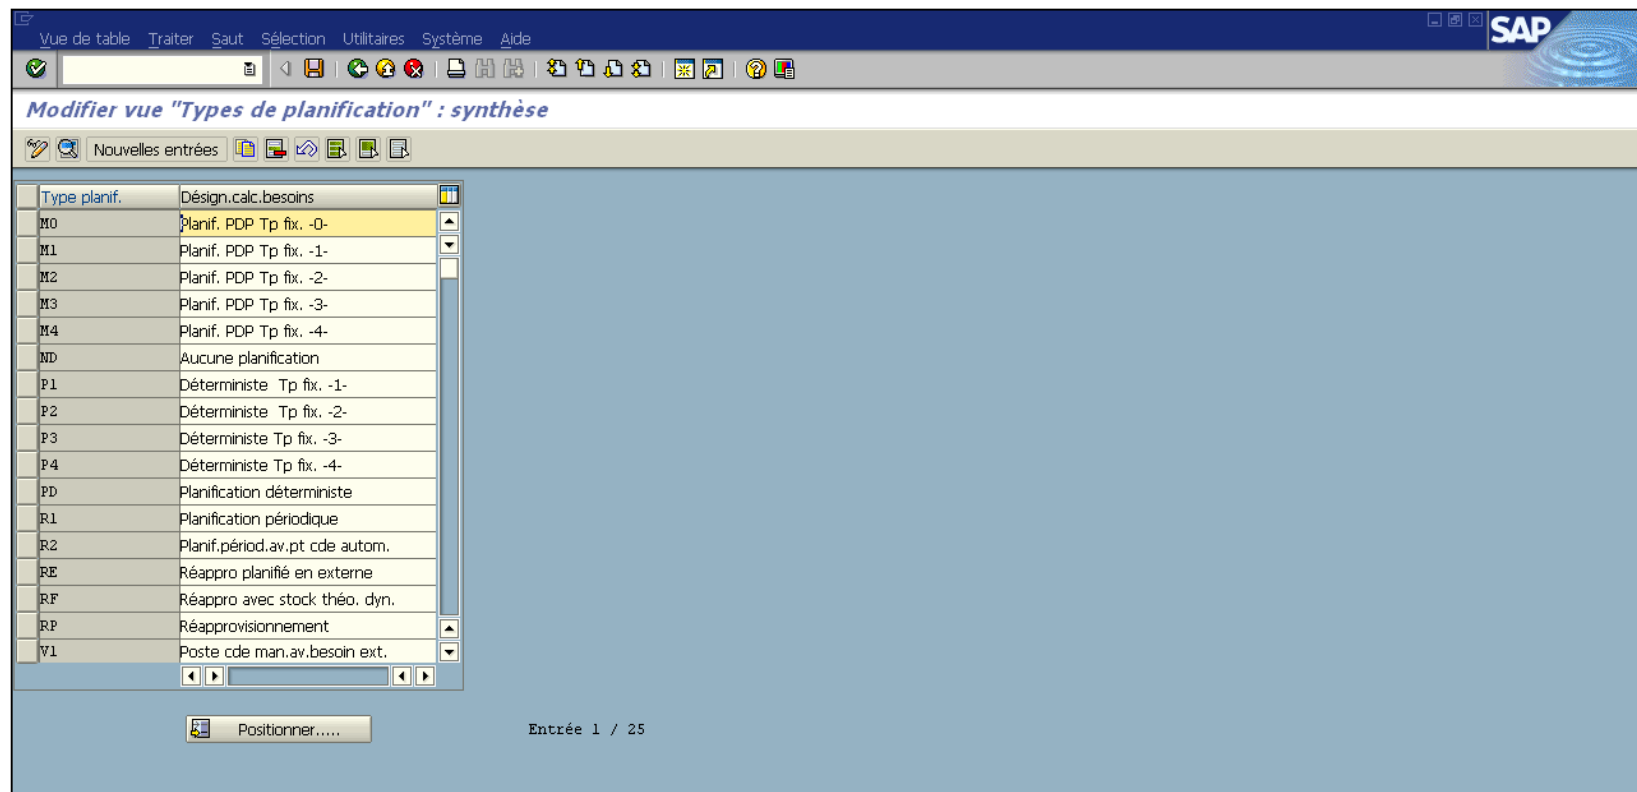 Vue de table Traiter Saut Sélection Utilitaires Système Aide
SAP
Modifier vue "Types de planification" : synthèse
Nouvelles entrées
Type planif. Désign.calc.besoins
M0 Planif. PDP Tp fix. -0-
M1 Planif. PDP Tp fix. -1-
M2 Planif. PDP Tp fix. -2-
M3 Planif. PDP Tp fix. -3-
M4 Planif. PDP Tp fix. -4-
ND Aucune planification
P1 Déterministe  Tp fix. -1-
P2 Déterministe  Tp fix. -2-
P3 Déterministe Tp fix. -3-
P4 Déterministe Tp fix. -4-
PD Planification déterministe
R1 Planification périodique
R2 Planif.périod.av.pt cde autom.
RE Réappro planifié en externe
RF Réappro avec stock théo. dyn.
RP Réapprovisionnement
V1 Poste cde man.av.besoin ext.
Positionner..... Entrée 1 / 25